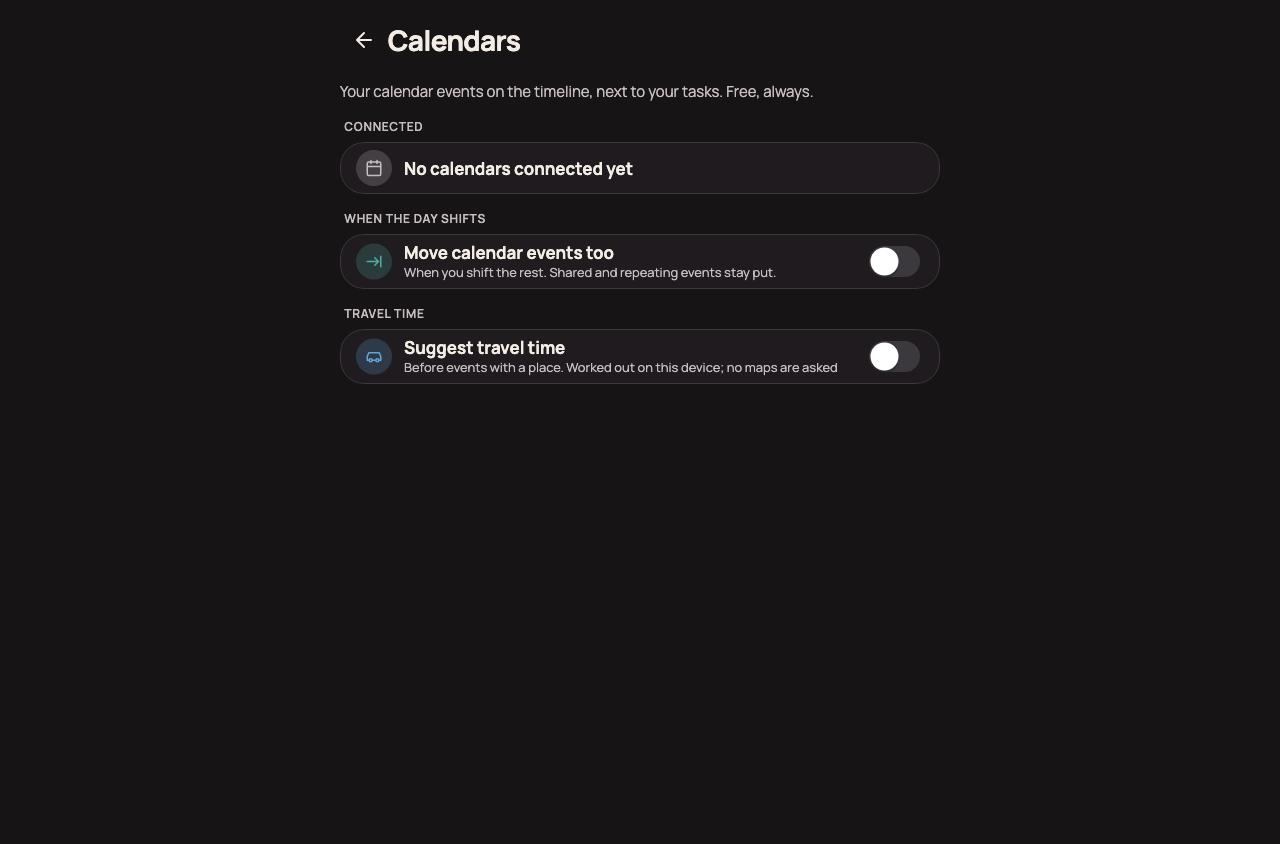 Calendars
Your calendar events on the timeline, next to your tasks. Free, always.
CONNECTED
No calendars connected yet
WHEN THE DAY SHIFTS
Move calendar events too
When you shift the rest. Shared and repeating events stay put.
TRAVEL TIME
Suggest travel time
Before events with a place. Worked out on this device; no maps are asked